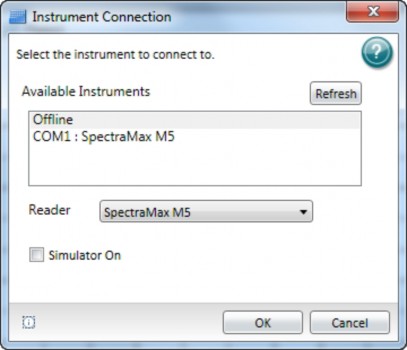 Instrument Connection
Select the instrument to connect to.
Available Instruments
Refresh
Offline
COM1 : SpectraMax M5
Reader
SpectraMax M5
Simulator On
OK
Cancel